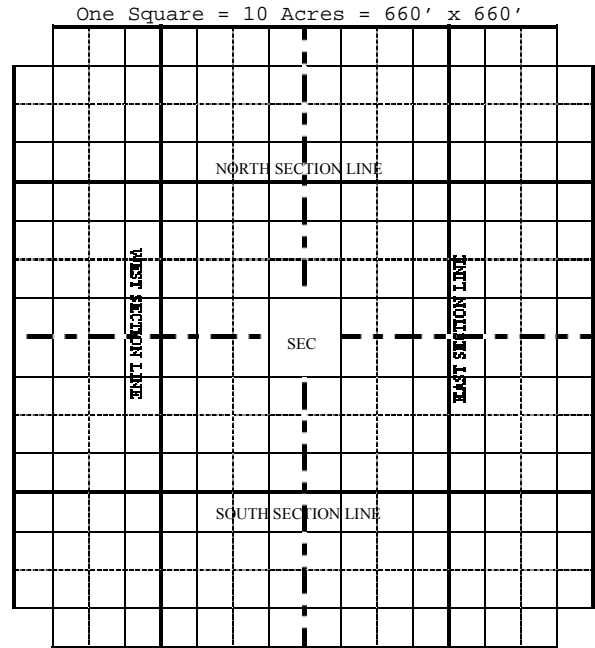 One Square = 10 Acres = 660' x 660'
NORTH SECTION LINE
WEST SECTION LINE
EAST SECTION LINE
SEC
SOUTH SECTION LINE